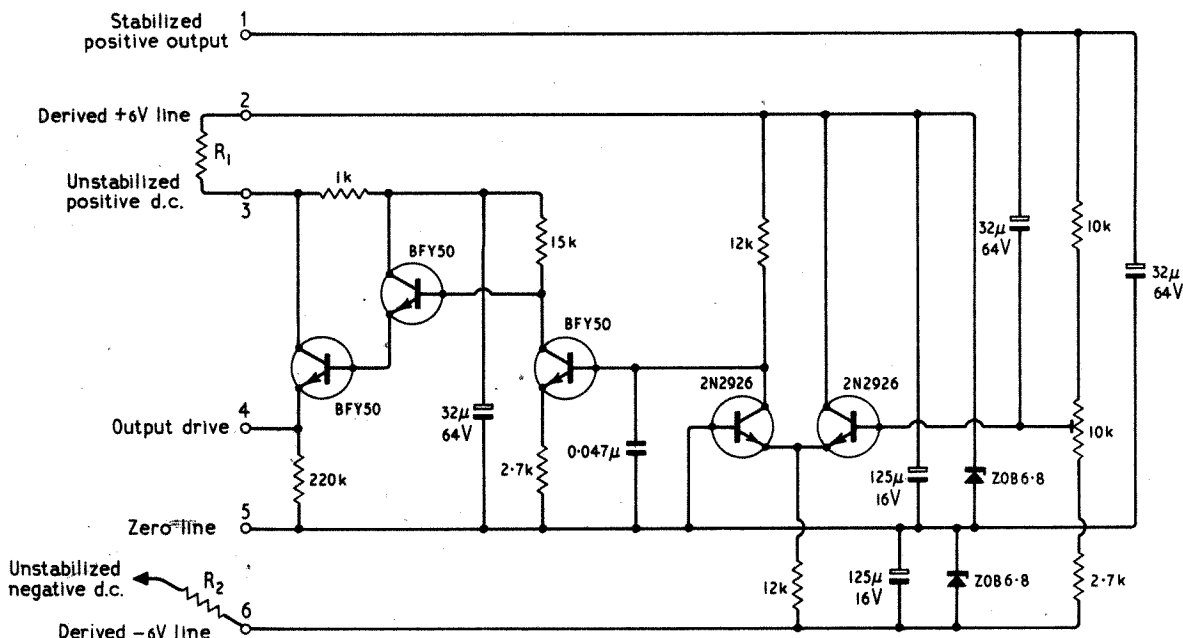 Stabilized
positive output
1
Derived +6V line
2
R₁
Unstabilized
positive d.c.
3
1k
15k
12k
32μ
64V
10k
32μ
64V
BFY50
BFY50
BFY50
2N2926
2N2926
Output drive
4
32μ
64V
10k
220k
2·7k
0·047μ
125μ
16V
ZOB6·8
Zero line
5
Unstabilized
negative d.c.
R₂
12k
125μ
16V
ZOB6·8
2·7k
6
Derived -6V line